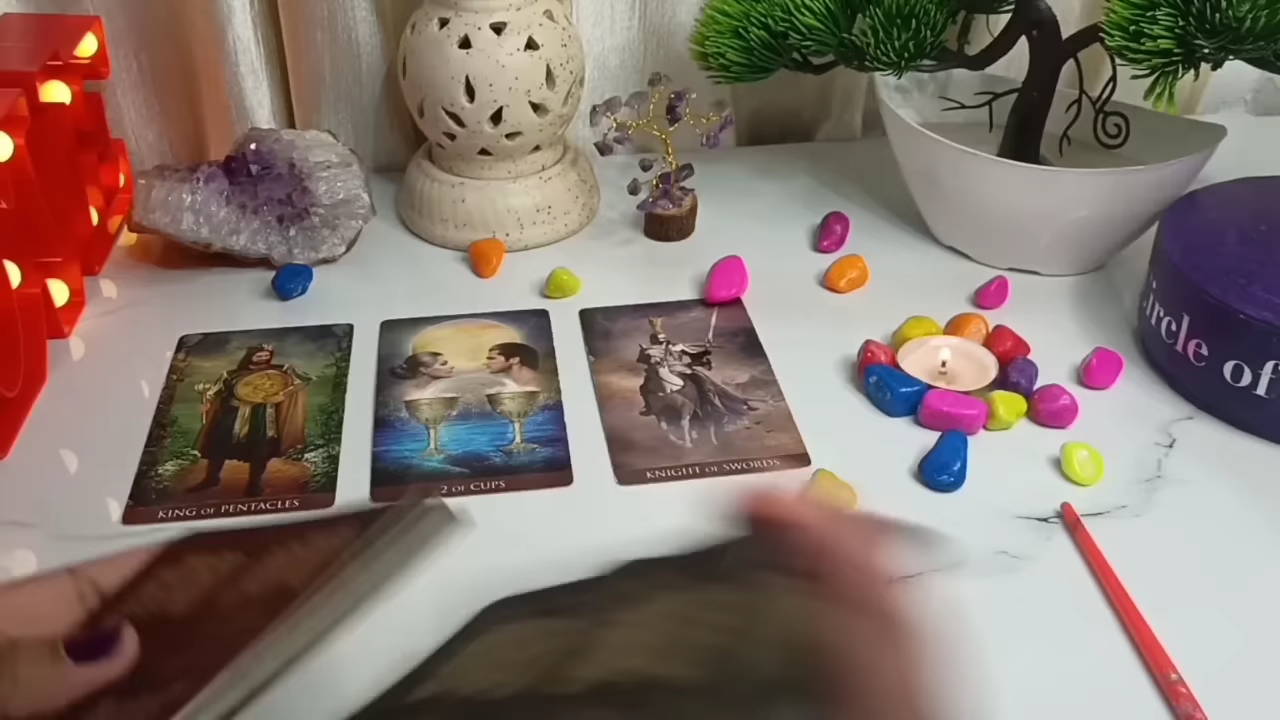 KING OF PENTACLES
2 OF CUPS
KNIGHT OF SWORDS
ircle of